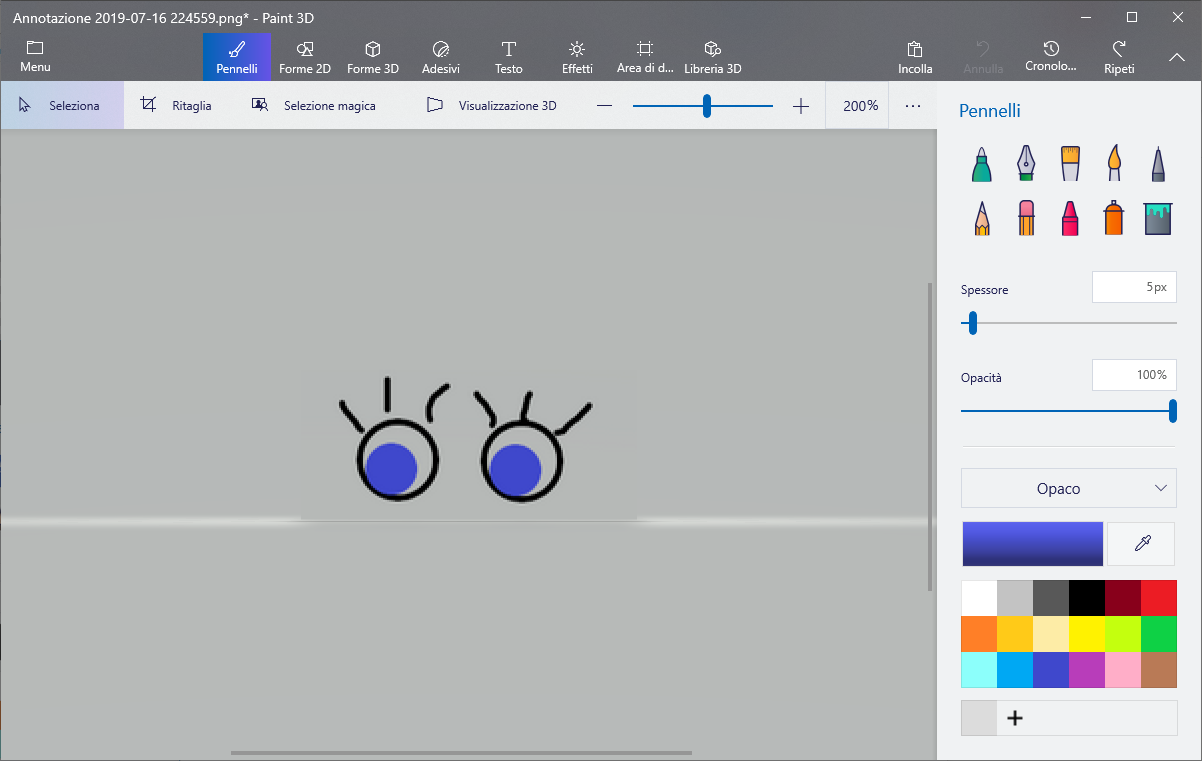 Annotazione 2019-07-16 224559.png* - Paint 3D
Menu
Pennelli
Forme 2D
Forme 3D
Adesivi
Testo
Effetti
Area di d...
Libreria 3D
Incolla
Annulla
Cronolo...
Ripeti
Seleziona
Ritaglia
Selezione magica
Visualizzazione 3D
200%
Pennelli
Spessore
5px
Opacità
100%
Opaco